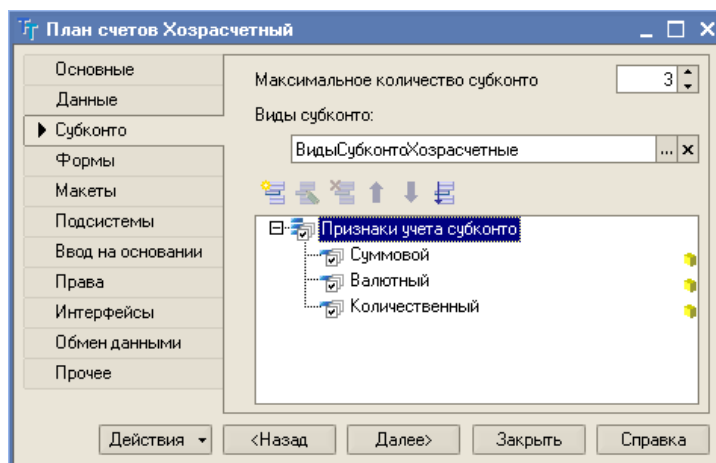 План счетов Хозрасчетный
Основные
Данные
Субконто
Формы
Макеты
Подсистемы
Ввод на основании
Права
Интерфейсы
Обмен данными
Прочее
Максимальное количество субконто 3
Виды субконто:
ВидыСубконтоХозрасчетные ...
Признаки учета субконто
Суммовой
Валютный
Количественный
Действия <Назад Далее> Закрыть Справка